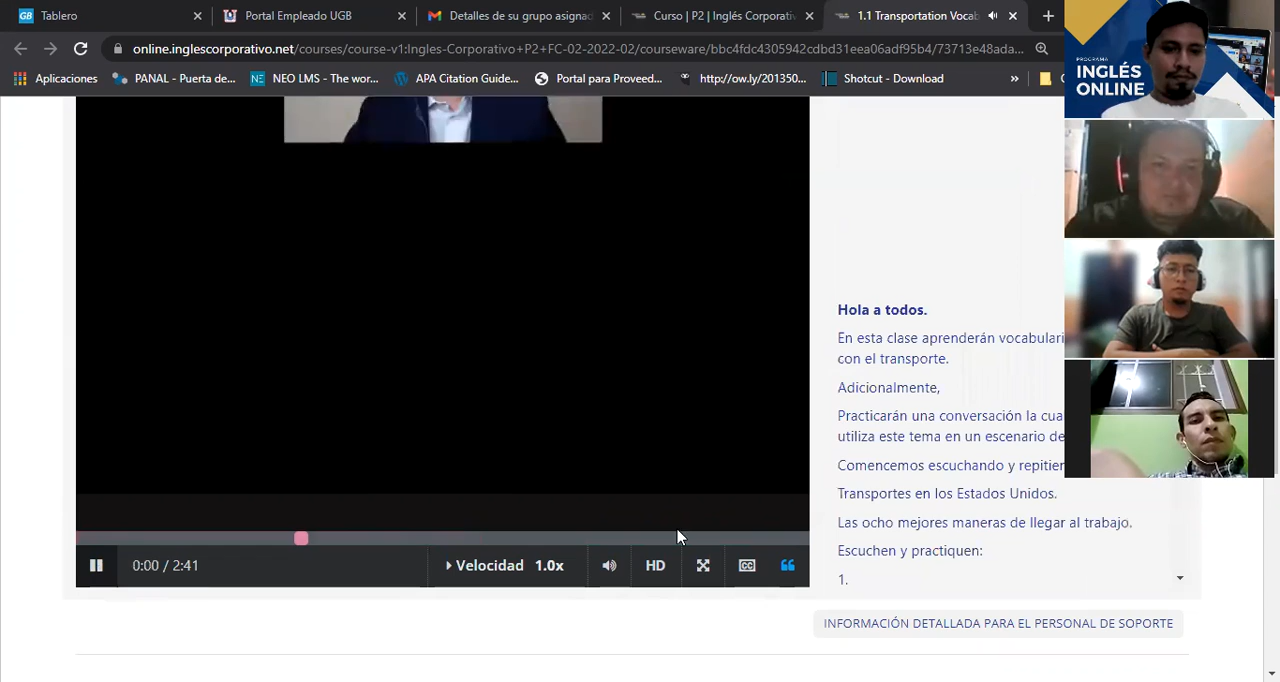 Tablero
Portal Empleado UGB
Detalles de su grupo asignad
Curso | P2 | Inglés Corporativ
1.1 Transportation Vocab
online.inglescorporativo.net/courses/course-v1:Ingles-Corporativo+P2+FC-02-2022-02/courseware/bbc4fdc4305942cdbd31eea06adf95b4/73713e48ada...
Aplicaciones
PANAL - Puerta de...
NEO LMS - The wor...
APA Citation Guide...
Portal para Proveed...
http://ow.ly/201350...
Shotcut - Download
»
PROGRAMA
INGLÉS
ONLINE
Hola a todos.
En esta clase aprenderán vocabulari
con el transporte.
Adicionalmente,
Practicarán una conversación la cua
utiliza este tema en un escenario de
Comencemos escuchando y repitier
Transportes en los Estados Unidos.
Las ocho mejores maneras de llegar al trabajo.
Escuchen y practiquen:
1.
0:00 / 2:41
Velocidad 1.0x
HD
CC
INFORMACIÓN DETALLADA PARA EL PERSONAL DE SOPORTE